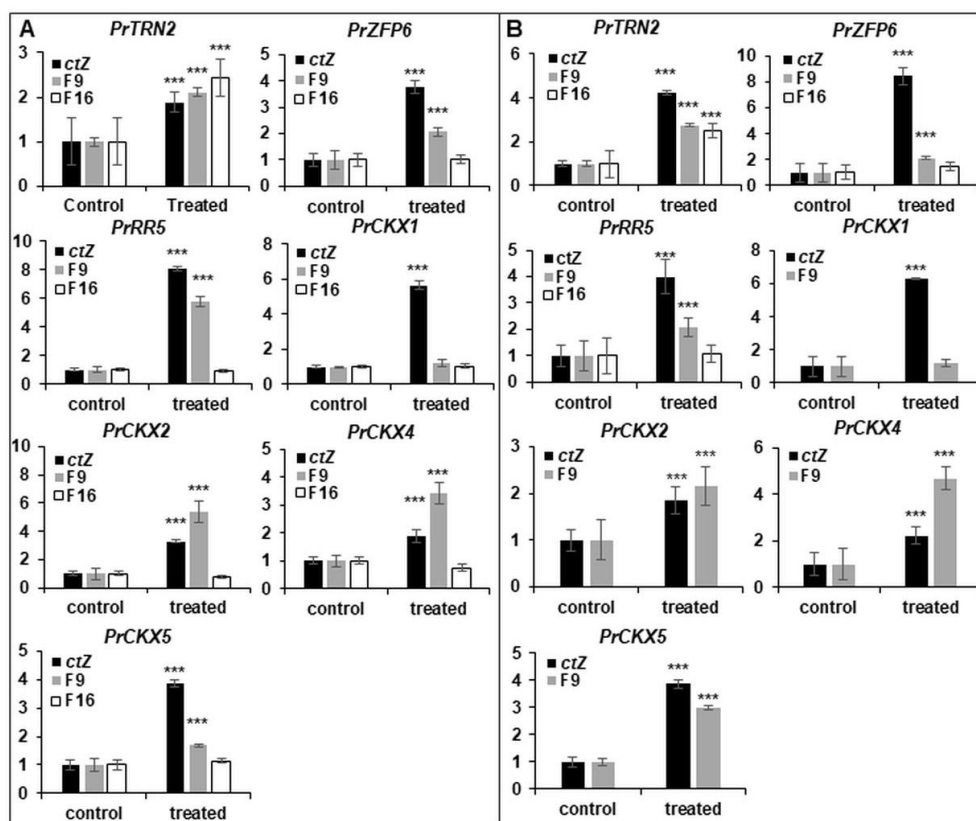 A
PrTRN2
3
2
1
0
ctZ
F9
F16
***
***
***
Control
Treated
PrZFP6
5
4
3
2
1
0
ctZ
F9
F16
***
***
control
treated
PrRR5
10
8
6
4
2
0
ctZ
F9
F16
***
***
control
treated
PrCKX1
8
6
4
2
0
ctZ
F9
F16
***
control
treated
PrCKX2
10
8
6
4
2
0
ctZ
F9
F16
***
***
control
treated
PrCKX4
5
4
3
2
1
0
ctZ
F9
F16
***
***
control
treated
PrCKX5
5
4
3
2
1
0
ctZ
F9
F16
***
***
control
treated
B
PrTRN2
6
4
2
0
ctZ
F9
F16
***
***
***
control
treated
PrZFP6
10
8
6
4
2
0
ctZ
F9
F16
***
***
control
treated
PrRR5
5
4
3
2
1
0
ctZ
F9
F16
***
***
control
treated
PrCKX1
8
6
4
2
0
ctZ
F9
***
control
treated
PrCKX2
3
2
1
0
ctZ
F9
***
***
control
treated
PrCKX4
6
4
2
0
ctZ
F9
***
***
control
treated
PrCKX5
5
4
3
2
1
0
ctZ
F9
***
***
control
treated